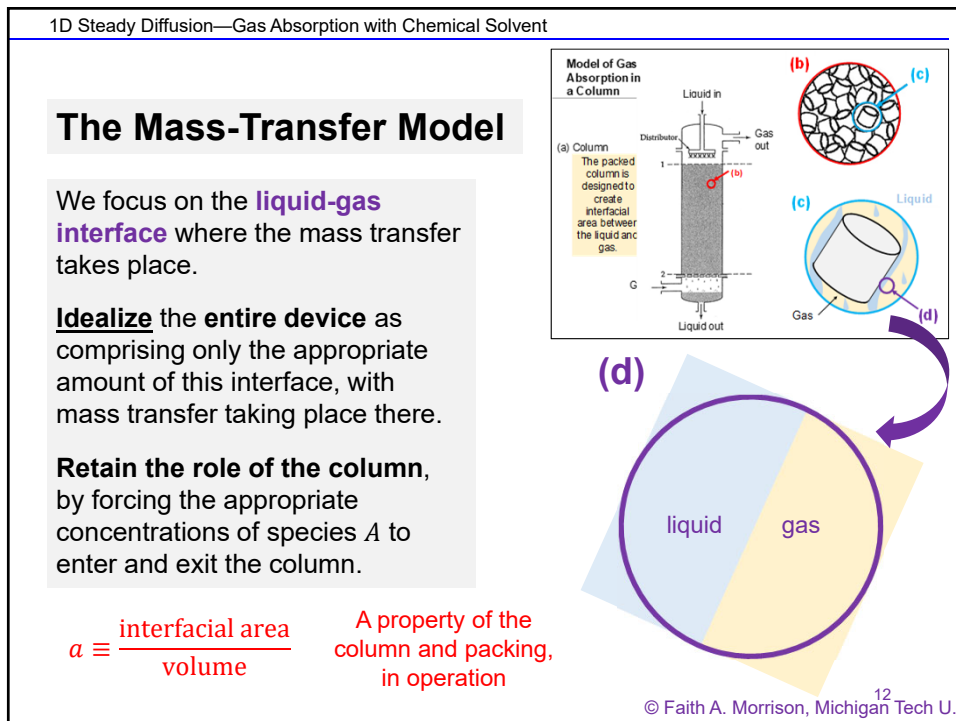 1D Steady Diffusion—Gas Absorption with Chemical Solvent
The Mass-Transfer Model
We focus on the liquid-gas
interface where the mass transfer
takes place.
Idealize the entire device as
comprising only the appropriate
amount of this interface, with
mass transfer taking place there.
Retain the role of the column,
by forcing the appropriate
concentrations of species A to
enter and exit the column.
a ≡ interfacial area
volume
A property of the
column and packing,
in operation
Model of Gas
Absorption in
a Column
Liquid in
Distributor
Gas
out
(a) Column
The packed
column is
designed to
create
interfacial
area between
the liquid and
gas.
1
(b)
2
G
Liquid out
(b)
(c)
(c)
Liquid
Gas
(d)
(d)
liquid
gas
12
© Faith A. Morrison, Michigan Tech U.